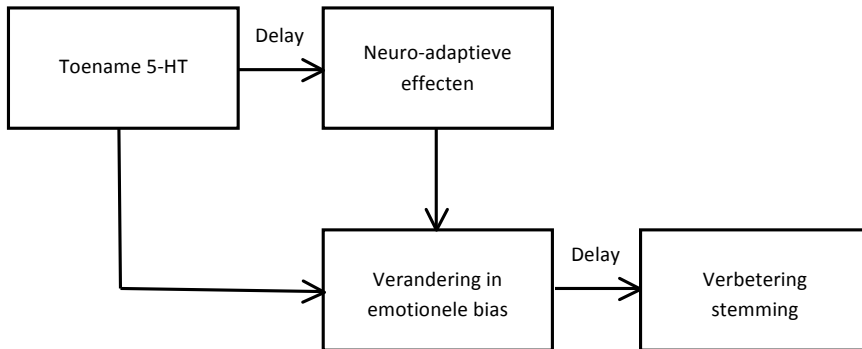 Toename 5-HT
Delay
Neuro-adaptieve
effecten
Verandering in
emotionele bias
Delay
Verbetering
stemming